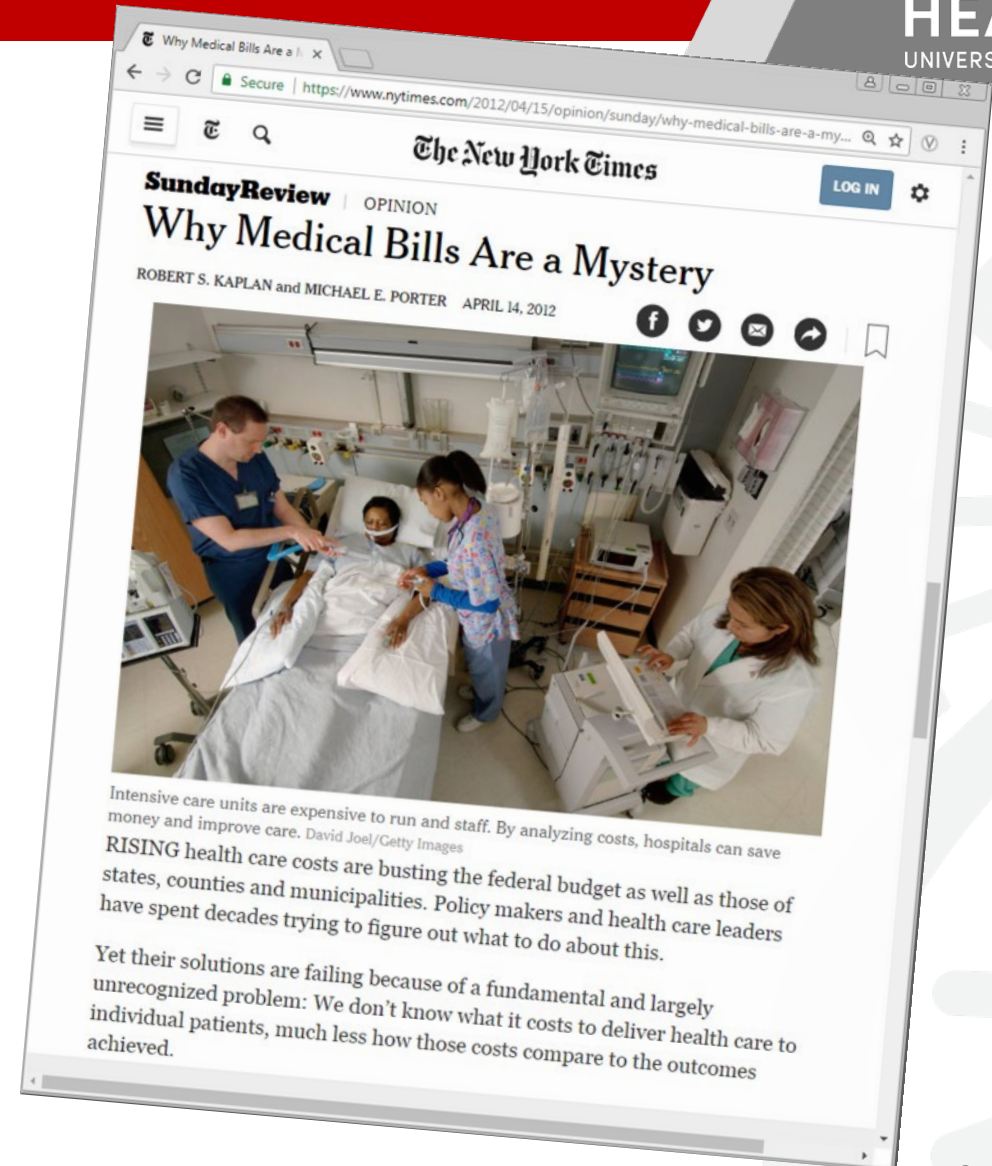 HEA
UNIVERS
Why Medical Bills Are a
Secure | https://www.nytimes.com/2012/04/15/opinion/sunday/why-medical-bills-are-a-my...
The New York Times
LOG IN
SundayReview | OPINION
Why Medical Bills Are a Mystery
ROBERT S. KAPLAN and MICHAEL E. PORTER APRIL 14, 2012
Intensive care units are expensive to run and staff. By analyzing costs, hospitals can save
money and improve care. David Joel/Getty Images
RISING health care costs are busting the federal budget as well as those of
states, counties and municipalities. Policy makers and health care leaders
have spent decades trying to figure out what to do about this.
Yet their solutions are failing because of a fundamental and largely
unrecognized problem: We don't know what it costs to deliver health care to
individual patients, much less how those costs compare to the outcomes
achieved.